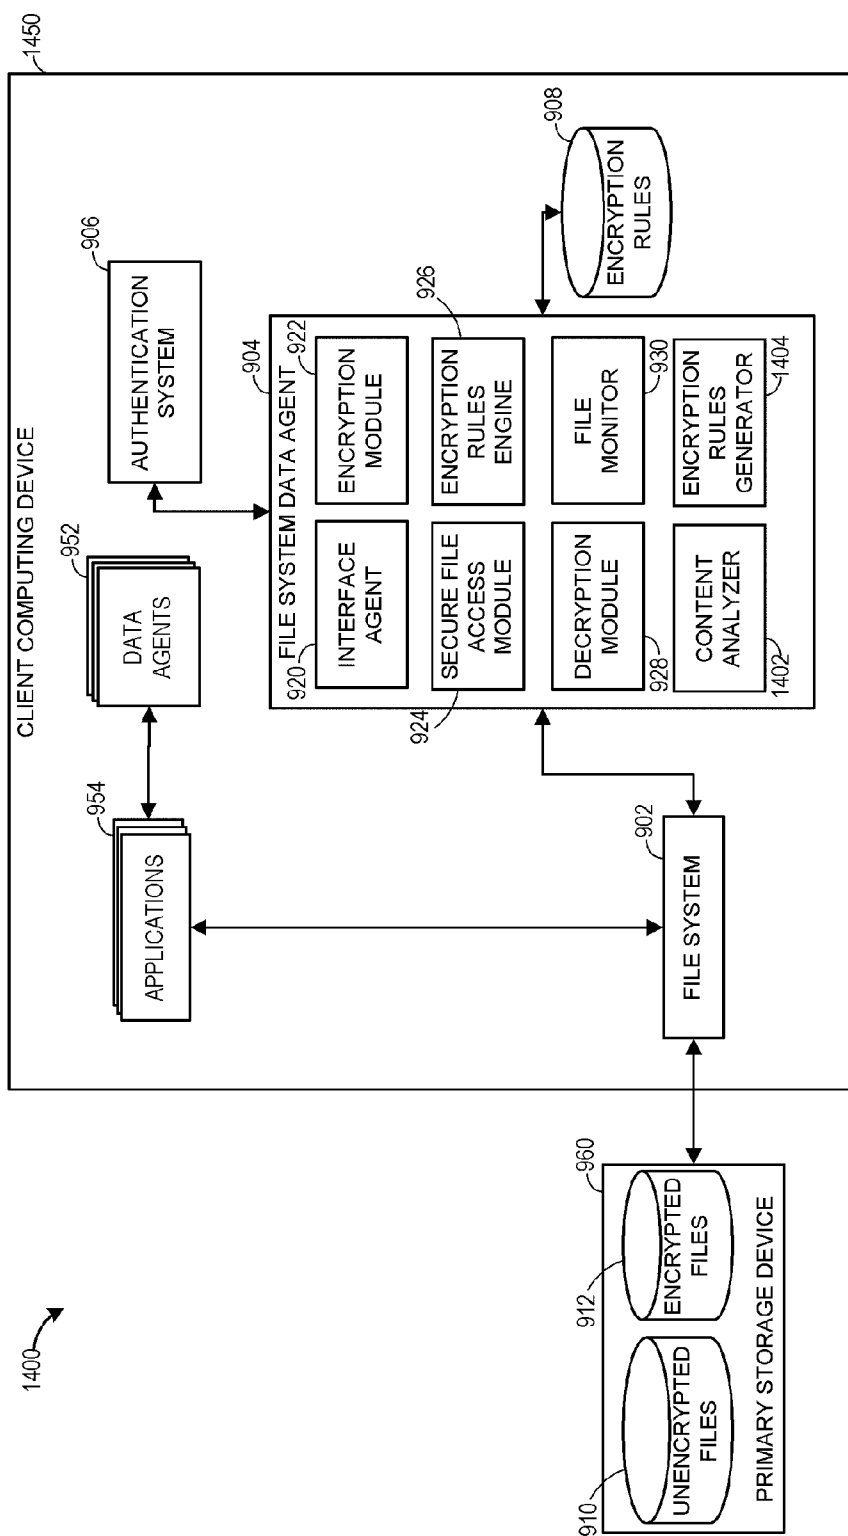 1400
1450
CLIENT COMPUTING DEVICE
954
APPLICATIONS
952
DATA
AGENTS
906
AUTHENTICATION
SYSTEM
904
FILE SYSTEM DATA AGENT
920
INTERFACE
AGENT
922
ENCRYPTION
MODULE
924
SECURE FILE
ACCESS
MODULE
926
ENCRYPTION
RULES
ENGINE
928
DECRYPTION
MODULE
930
FILE
MONITOR
1402
CONTENT
ANALYZER
1404
ENCRYPTION
RULES
GENERATOR
908
ENCRYPTION
RULES
902
FILE SYSTEM
960
910
UNENCRYPTED
FILES
912
ENCRYPTED
FILES
PRIMARY STORAGE DEVICE